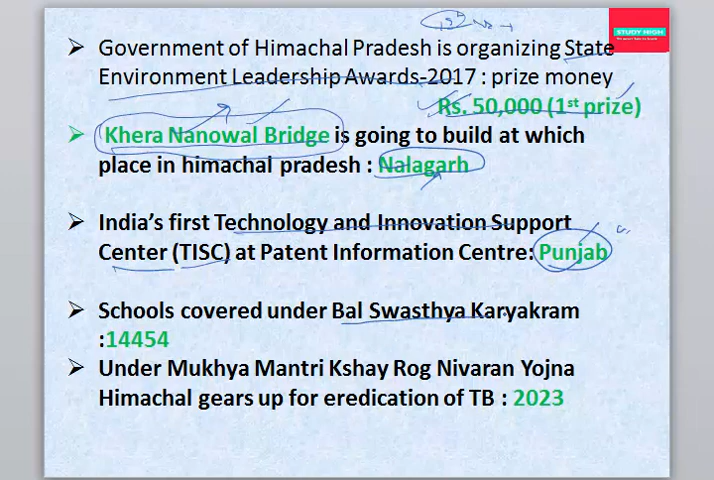 STUDY HIGH
Government of Himachal Pradesh is organizing State
Environment Leadership Awards-2017 : prize money
Rs. 50,000 (1st prize)
Khera Nanowal Bridge is going to build at which
place in himachal pradesh : Nalagarh
India's first Technology and Innovation Support
Center (TISC) at Patent Information Centre: Punjab
Schools covered under Bal Swasthya Karyakram
:14454
Under Mukhya Mantri Kshay Rog Nivaran Yojna
Himachal gears up for eredication of TB : 2023